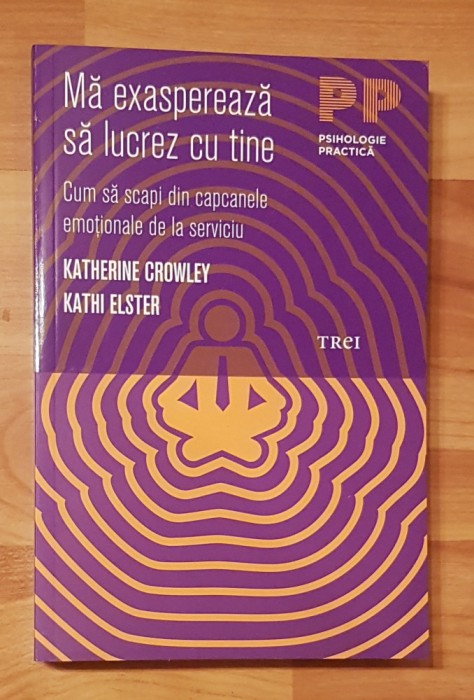 Mă exasperează
să lucrez cu tine
Cum să scapi din capcanele
emoționale de la serviciu
KATHERINE CROWLEY
KATHI ELSTER
PP
PSIHOLOGIE
PRACTICĂ
TREI